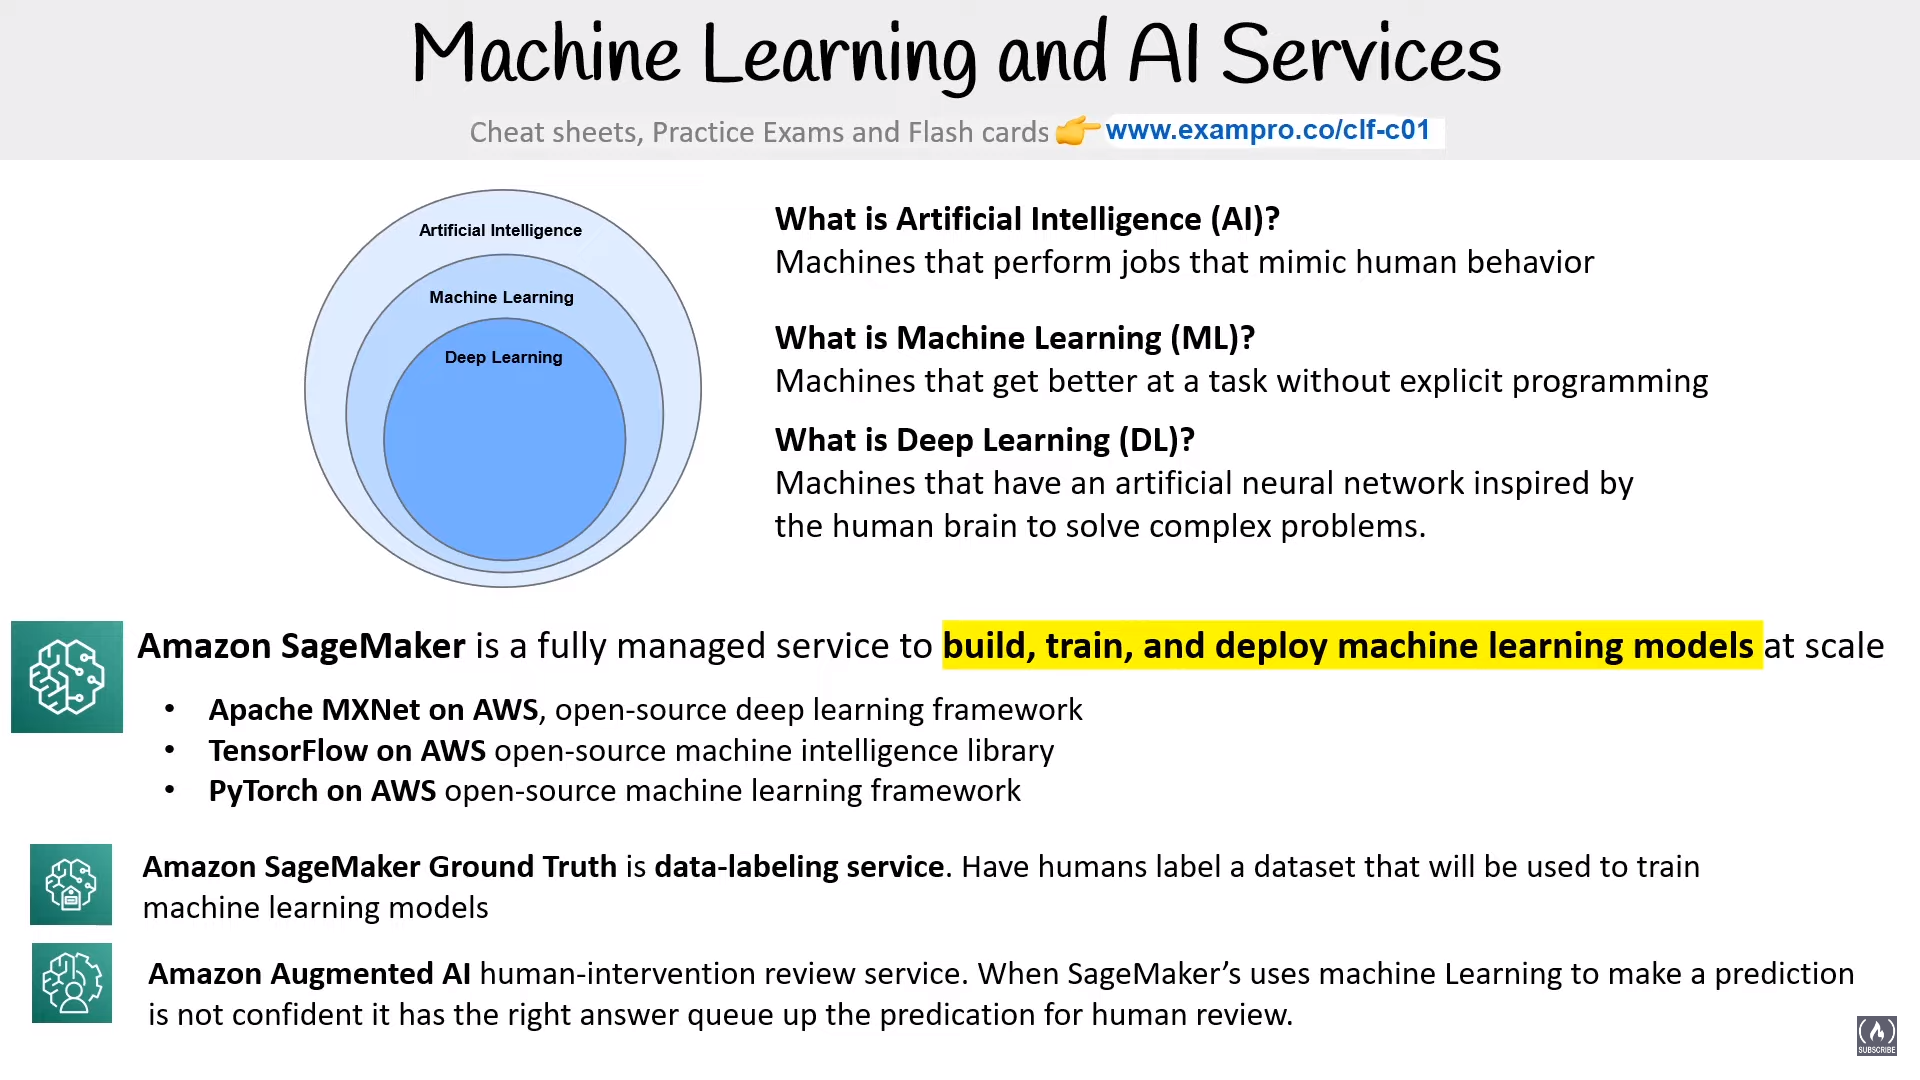 Machine Learning and AI Services
Cheat sheets, Practice Exams and Flash cards 👉 www.exampro.co/clf-c01
Artificial Intelligence
Machine Learning
Deep Learning
What is Artificial Intelligence (AI)?
Machines that perform jobs that mimic human behavior
What is Machine Learning (ML)?
Machines that get better at a task without explicit programming
What is Deep Learning (DL)?
Machines that have an artificial neural network inspired by
the human brain to solve complex problems.
Amazon SageMaker is a fully managed service to build, train, and deploy machine learning models at scale
• Apache MXNet on AWS, open-source deep learning framework
• TensorFlow on AWS open-source machine intelligence library
• PyTorch on AWS open-source machine learning framework
Amazon SageMaker Ground Truth is data-labeling service. Have humans label a dataset that will be used to train
machine learning models
Amazon Augmented AI human-intervention review service. When SageMaker’s uses machine Learning to make a prediction
is not confident it has the right answer queue up the predication for human review.
SUBSCRIBE